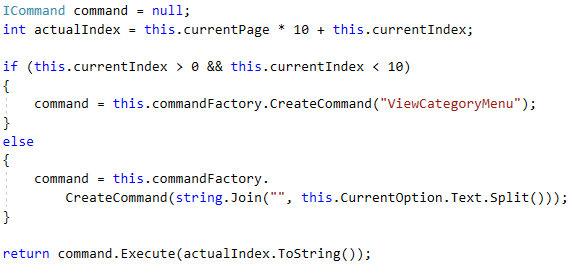 ICommand command = null;
int actualIndex = this.currentPage * 10 + this.currentIndex;

if (this.currentIndex > 0 && this.currentIndex < 10)
{
    command = this.commandFactory.CreateCommand("ViewCategoryMenu");
}
else
{
    command = this.commandFactory.
        CreateCommand(string.Join("", this.CurrentOption.Text.Split()));
}

return command.Execute(actualIndex.ToString());